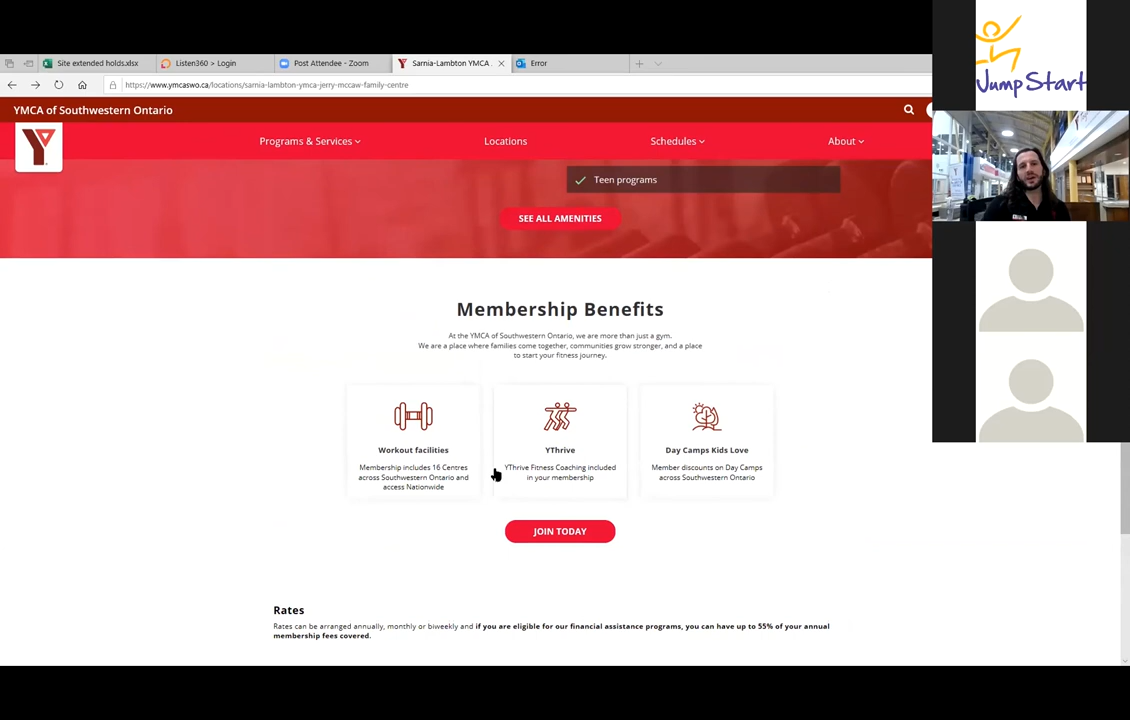 Site extended holds.xlsx
Listen360 > Login
Post Attendee - Zoom
Sarnia-Lambton YMCA
Error
https://www.ymcaswo.ca/locations/sarnia-lambton-ymca-jerry-mccaw-family-centre
YMCA of Southwestern Ontario
Programs & Services
Locations
Schedules
About
Teen programs
SEE ALL AMENITIES
Membership Benefits
At the YMCA of Southwestern Ontario, we are more than just a gym.
We are a place where families come together, communities grow stronger, and a place
to start your fitness journey.
Workout facilities
Membership includes 16 Centres
across Southwestern Ontario and
access Nationwide
YThrive
YThrive Fitness Coaching included
in your membership
Day Camps Kids Love
Member discounts on Day Camps
across Southwestern Ontario
JOIN TODAY
Rates
Rates can be arranged annually, monthly or biweekly and if you are eligible for our financial assistance programs, you can have up to 55% of your annual
membership fees covered.
JumpStart